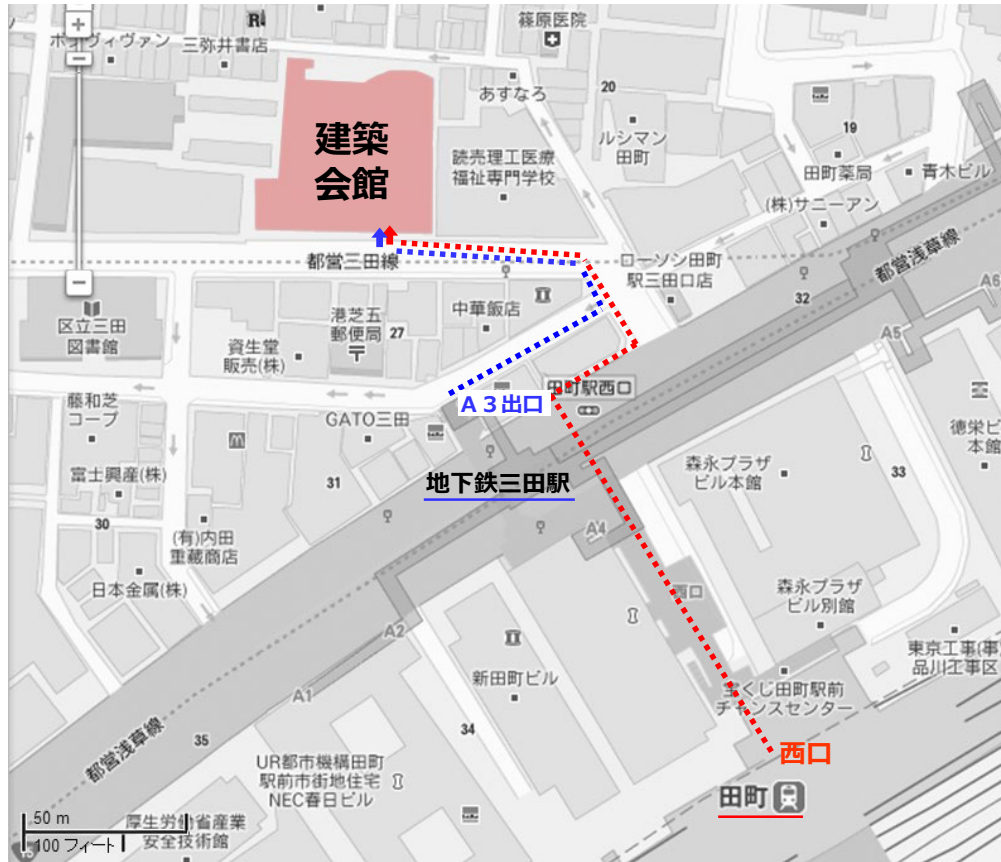 篠原医院
ボナヴィヴァン
三弥井書店
あすなろ
20
ルシマン
田町
19
田町薬局
青木ビル
(株)サニーアン
建築
会館
読売理工医療
福祉専門学校
都営三田線
ローソン田町
駅三田口店
都営浅草線
32
A6
A5
区立三田
図書館
港芝五
郵便局
27
中華飯店
資生堂
販売(株)
田町駅西口
A3出口
GATO三田
藤和芝
コープ
富士興産(株)
31
地下鉄三田駅
森永プラザ
ビル本館
33
徳栄ビ
本館
30
(有)内田
重蔵商店
A4
日本金属(株)
西口
森永プラザ
ビル別館
A2
新田町ビル
東京工事(事
品川工事区
宝くじ田町駅前
チャンスセンター
A1
34
35
都営浅草線
西口
UR都市機構田町
駅前市街地住宅
NEC春日ビル
田町
50 m
100 フィート
厚生労働省産業
安全技術館
15